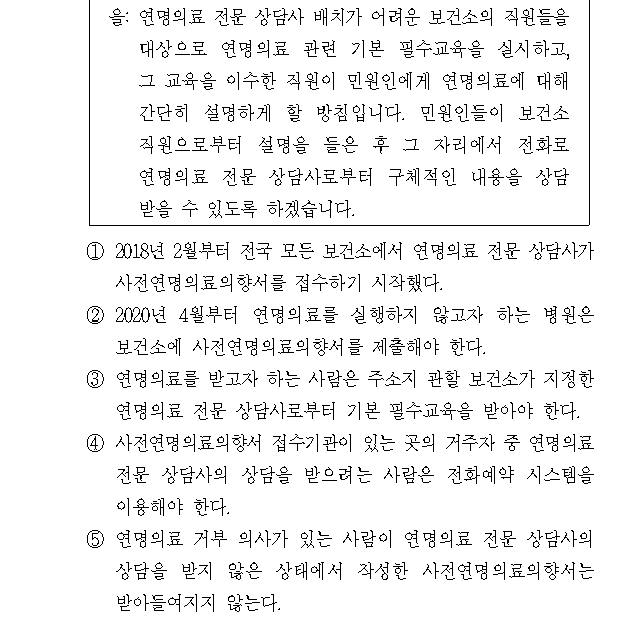 을: 연명의료 전문 상담사 배치가 어려운 보건소의 직원들을
대상으로 연명의료 관련 기본 필수교육을 실시하고,
그 교육을 이수한 직원이 민원인에게 연명의료에 대해
간단히 설명하게 할 방침입니다. 민원인들이 보건소
직원으로부터 설명을 들은 후 그 자리에서 전화로
연명의료 전문 상담사로부터 구체적인 내용을 상담
받을 수 있도록 하겠습니다.
① 2018년 2월부터 전국 모든 보건소에서 연명의료 전문 상담사가
사전연명의료의향서를 접수하기 시작했다.
② 2020년 4월부터 연명의료를 실행하지 않고자 하는 병원은
보건소에 사전연명의료의향서를 제출해야 한다.
③ 연명의료를 받고자 하는 사람은 주소지 관할 보건소가 지정한
연명의료 전문 상담사로부터 기본 필수교육을 받아야 한다.
④ 사전연명의료의향서 접수기관이 있는 곳의 거주자 중 연명의료
전문 상담사의 상담을 받으려는 사람은 전화예약 시스템을
이용해야 한다.
⑤ 연명의료 거부 의사가 있는 사람이 연명의료 전문 상담사의
상담을 받지 않은 상태에서 작성한 사전연명의료의향서는
받아들여지지 않는다.